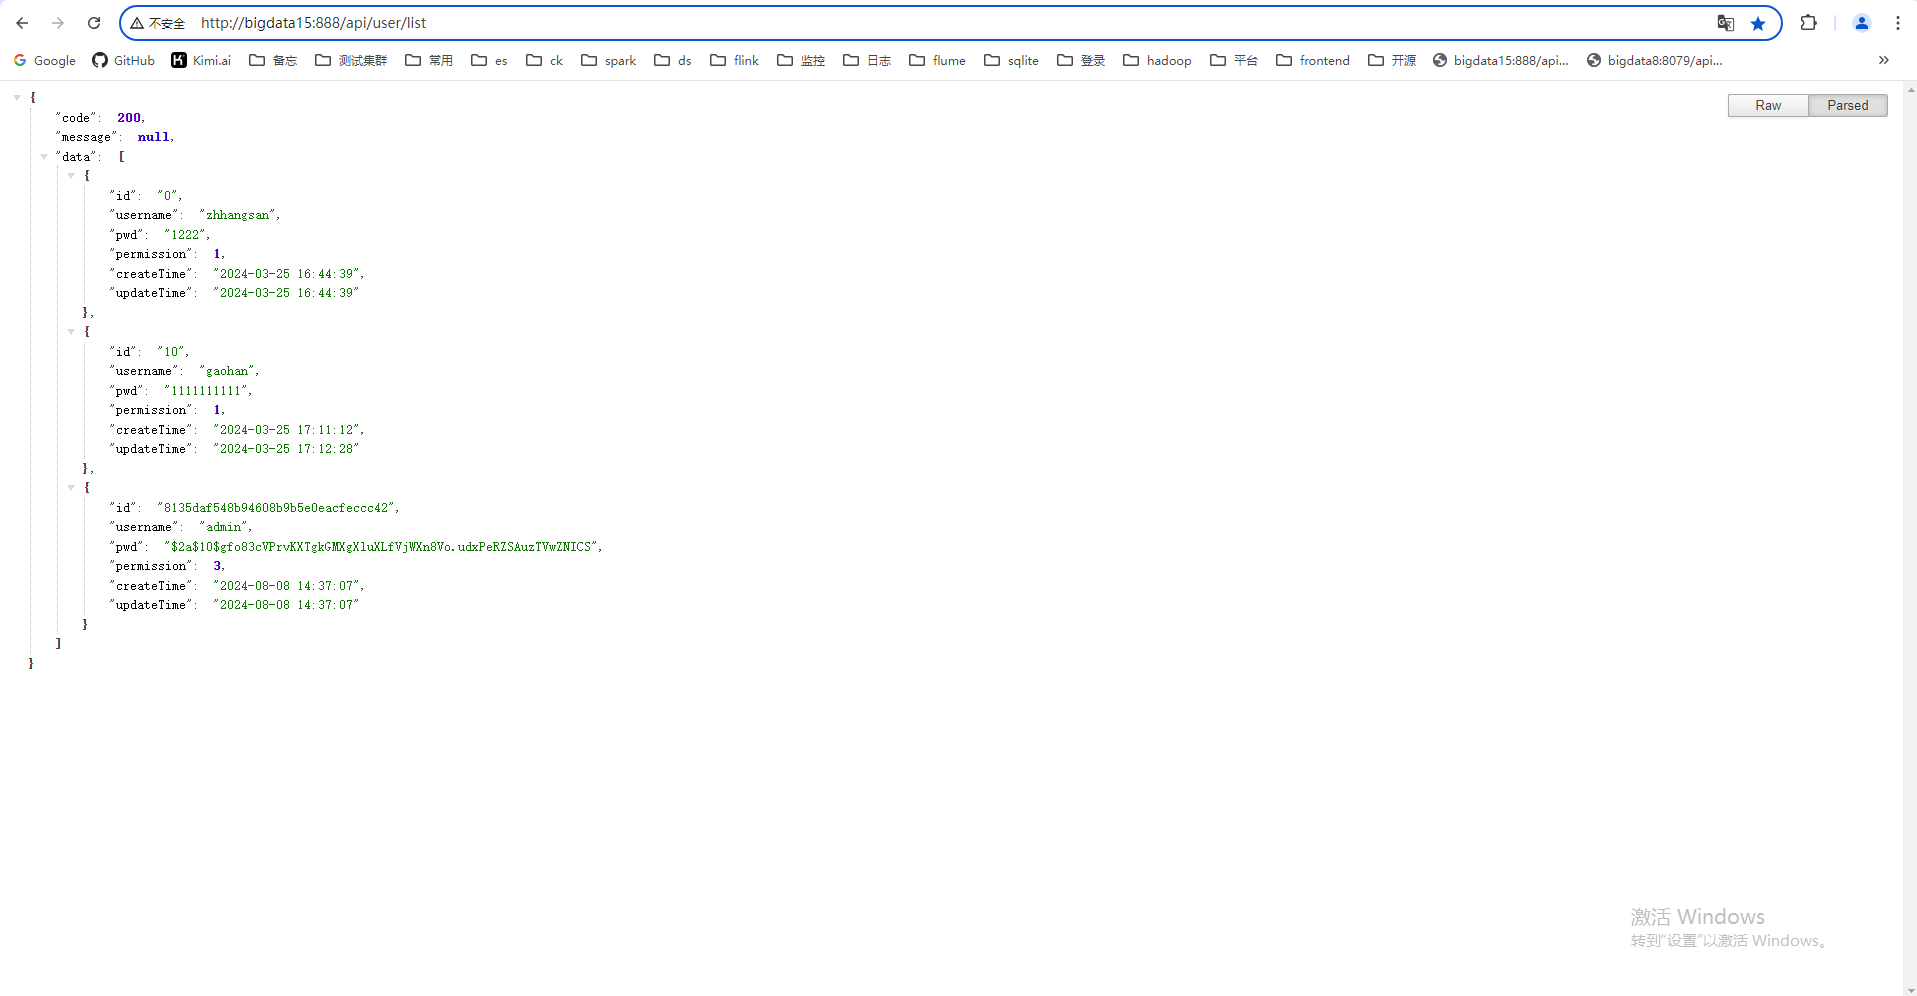 不安全 http://bigdata15:888/api/user/list
Google GitHub Kimi.ai 备忘 测试集群 常用 es ck spark ds flink 监控 日志 flume sqlite 登录 hadoop 平台 frontend 开源 bigdata15:888/api... bigdata8:8079/api... »
Raw Parsed
{
"code": 200,
"message": null,
"data": [
{
"id": "0",
"username": "zhhangsan",
"pwd": "1222",
"permission": 1,
"createTime": "2024-03-25 16:44:39",
"updateTime": "2024-03-25 16:44:39"
},
{
"id": "10",
"username": "gaohan",
"pwd": "1111111111",
"permission": 1,
"createTime": "2024-03-25 17:11:12",
"updateTime": "2024-03-25 17:12:28"
},
{
"id": "8135daf548b94608b9b5e0eacfeccc42",
"username": "admin",
"pwd": "$2a$10$gfo83cVPrvKXTgkGMXgXluXLfVjWXn8Vo.udxPeRZSAuzTVwZNICS",
"permission": 3,
"createTime": "2024-08-08 14:37:07",
"updateTime": "2024-08-08 14:37:07"
}
]
}
激活 Windows
转到"设置"以激活 Windows。